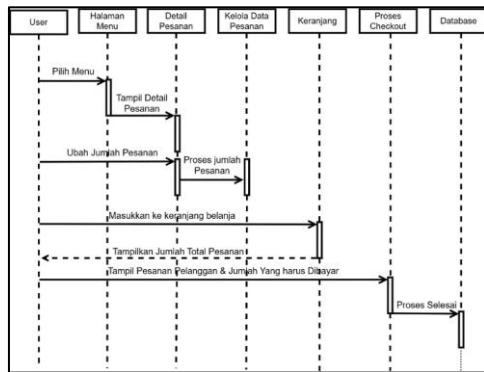 User
Halaman
Menu
Detail
Pesanan
Kelola Data
Pesanan
Keranjang
Proses
Checkout
Database
Pilih Menu
Tampil Detail
Pesanan
Ubah Jumlah Pesanan
Proses jumlah
Pesanan
Masukkan ke keranjang belanja
Tampilkan Jumlah Total Pesanan
Tampil Pesanan Pelanggan & Jumlah Yang harus Dibayar
Proses Selesai